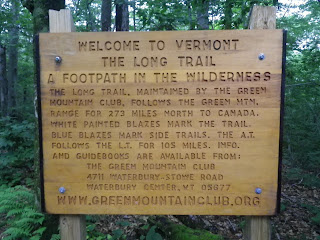 WELCOME TO VERMONT
THE LONG TRAIL
A FOOTPATH IN THE WILDERNESS
THE LONG TRAIL, MAINTAINED BY THE GREEN
MOUNTAIN CLUB, FOLLOWS THE GREEN MTN.
RANGE FOR 272 MILES NORTH TO CANADA.
WHITE PAINTED BLAZES MARK THE TRAIL.
BLUE BLAZES MARK SIDE TRAILS. THE A.T.
FOLLOWS THE L.T. FOR 105 MILES. INFO.
AND GUIDEBOOKS ARE AVAILABLE FROM:
THE GREEN MOUNTAIN CLUB
4711 WATERBURY-STOWE ROAD
WATERBURY CENTER, VT 05677
WWW.GREENMOUNTAINCLUB.ORG